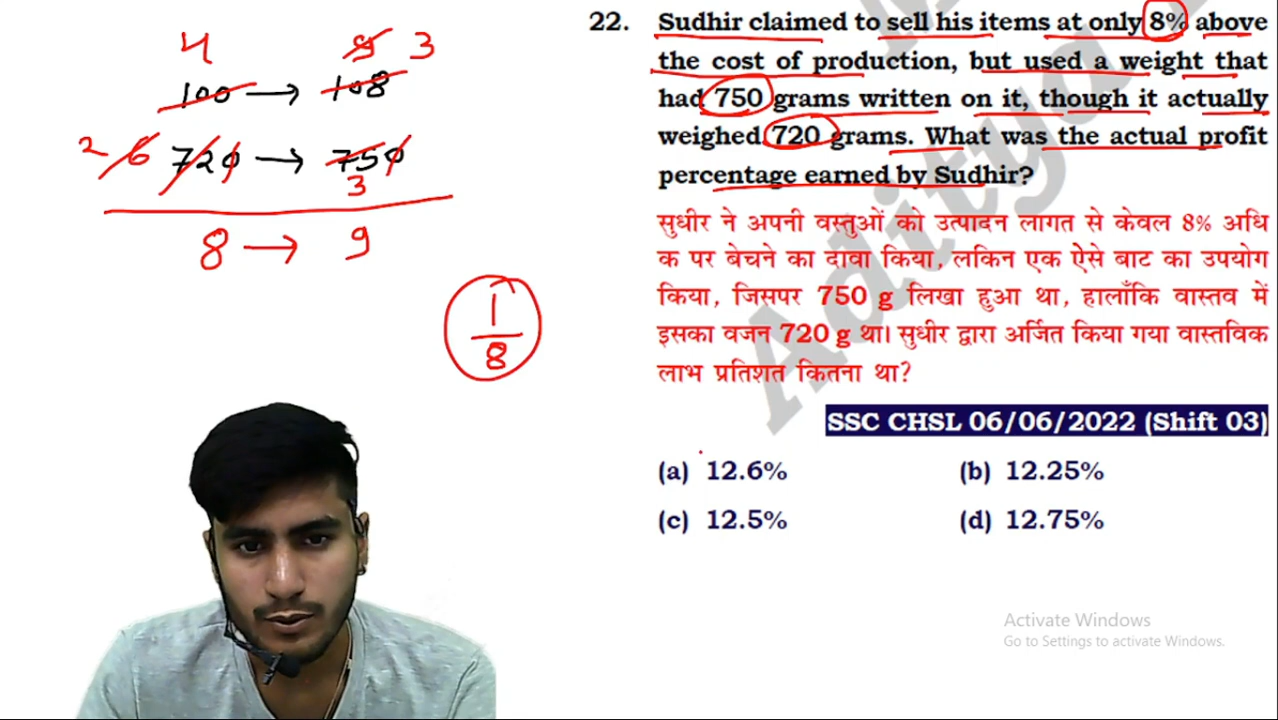 4 9 3
100 → 108
2 6 720 → 750
3
8 → 9
1
8
22. Sudhir claimed to sell his items at only 8% above
the cost of production, but used a weight that
had 750 grams written on it, though it actually
weighed 720 grams. What was the actual profit
percentage earned by Sudhir?
सुधीर ने अपनी वस्तुओं को उत्पादन लागत से केवल 8% अधि
क पर बेचने का दावा किया, लकिन एक ऐसे बाट का उपयोग
किया, जिसपर 750 g लिखा हुआ था, हालाँकि वास्तव में
इसका वजन 720 g था। सुधीर द्वारा अर्जित किया गया वास्तविक
लाभ प्रतिशत कितना था?
SSC CHSL 06/06/2022 (Shift 03)
(a) 12.6% (b) 12.25%
(c) 12.5% (d) 12.75%
Aditya
Activate Windows
Go to Settings to activate Windows.